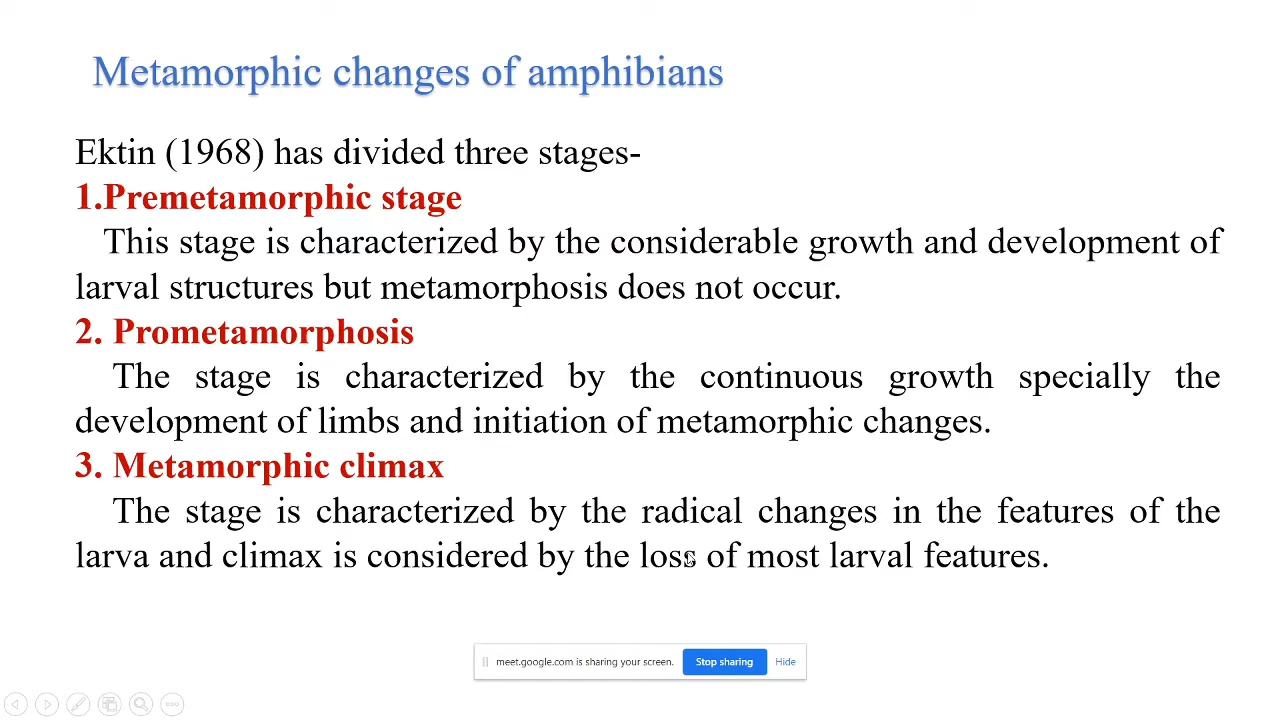 Metamorphic changes of amphibians
Ektin (1968) has divided three stages-
1.Premetamorphic stage
This stage is characterized by the considerable growth and development of
larval structures but metamorphosis does not occur.
2. Prometamorphosis
The stage is characterized by the continuous growth specially the
development of limbs and initiation of metamorphic changes.
3. Metamorphic climax
The stage is characterized by the radical changes in the features of the
larva and climax is considered by the loss of most larval features.
meet.google.com is sharing your screen. Stop sharing Hide